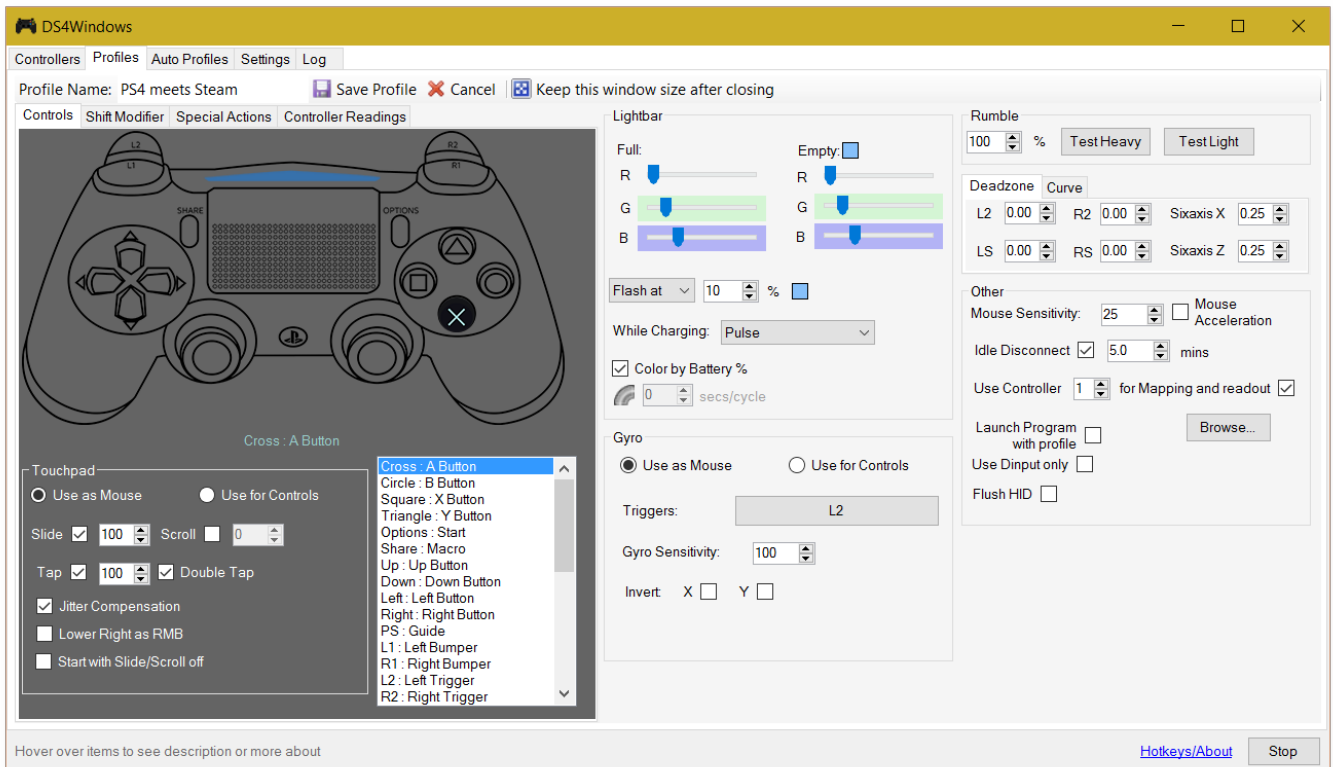 DS4Windows
Controllers Profiles Auto Profiles Settings Log
Profile Name: PS4 meets Steam Save Profile Cancel Keep this window size after closing
Controls Shift Modifier Special Actions Controller Readings
L2 R2
L1 R1
SHARE OPTIONS
Cross : A Button
Touchpad
Use as Mouse Use for Controls
Slide 100 Scroll 0
Tap 100 Double Tap
Jitter Compensation
Lower Right as RMB
Start with Slide/Scroll off
Cross : A Button
Circle : B Button
Square : X Button
Triangle : Y Button
Options : Start
Share : Macro
Up : Up Button
Down : Down Button
Left : Left Button
Right : Right Button
PS : Guide
L1 : Left Bumper
R1 : Right Bumper
L2 : Left Trigger
R2 : Right Trigger
Lightbar
Full: Empty:
R R
G G
B B
Flash at 10 %
While Charging: Pulse
Color by Battery %
0 secs/cycle
Gyro
Use as Mouse Use for Controls
Triggers: L2
Gyro Sensitivity: 100
Invert: X Y
Rumble
100 % Test Heavy Test Light
Deadzone Curve
L2 0.00 R2 0.00 Sixaxis X 0.25
LS 0.00 RS 0.00 Sixaxis Z 0.25
Other
Mouse Sensitivity: 25 Mouse
Acceleration
Idle Disconnect 5.0 mins
Use Controller 1 for Mapping and readout
Launch Program
with profile Browse...
Use Dinput only
Flush HID
Hover over items to see description or more about Hotkeys/About Stop